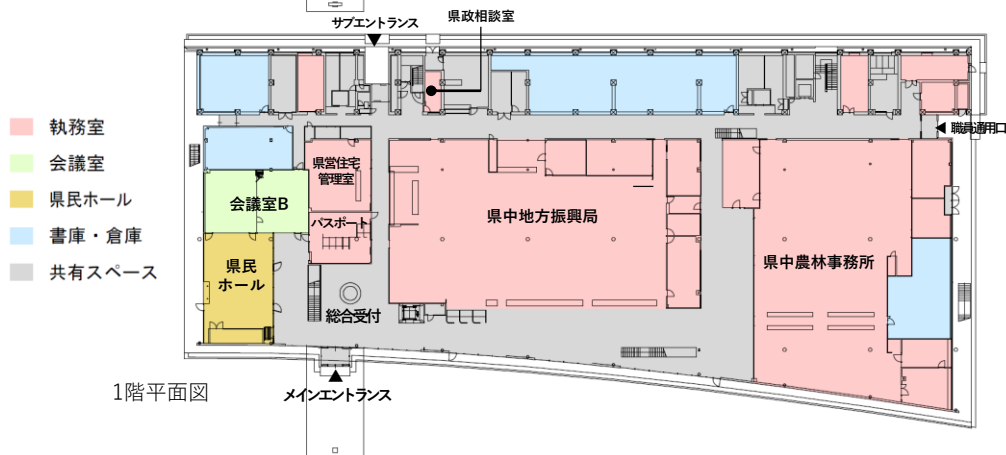 県政相談室
サブエントランス
職員通用口
執務室
会議室
県民ホール
書庫・倉庫
共有スペース
県営住宅
管理室
会議室B
パスポート
県中地方振興局
県民
ホール
県中農林事務所
総合受付
1階平面図
メインエントランス